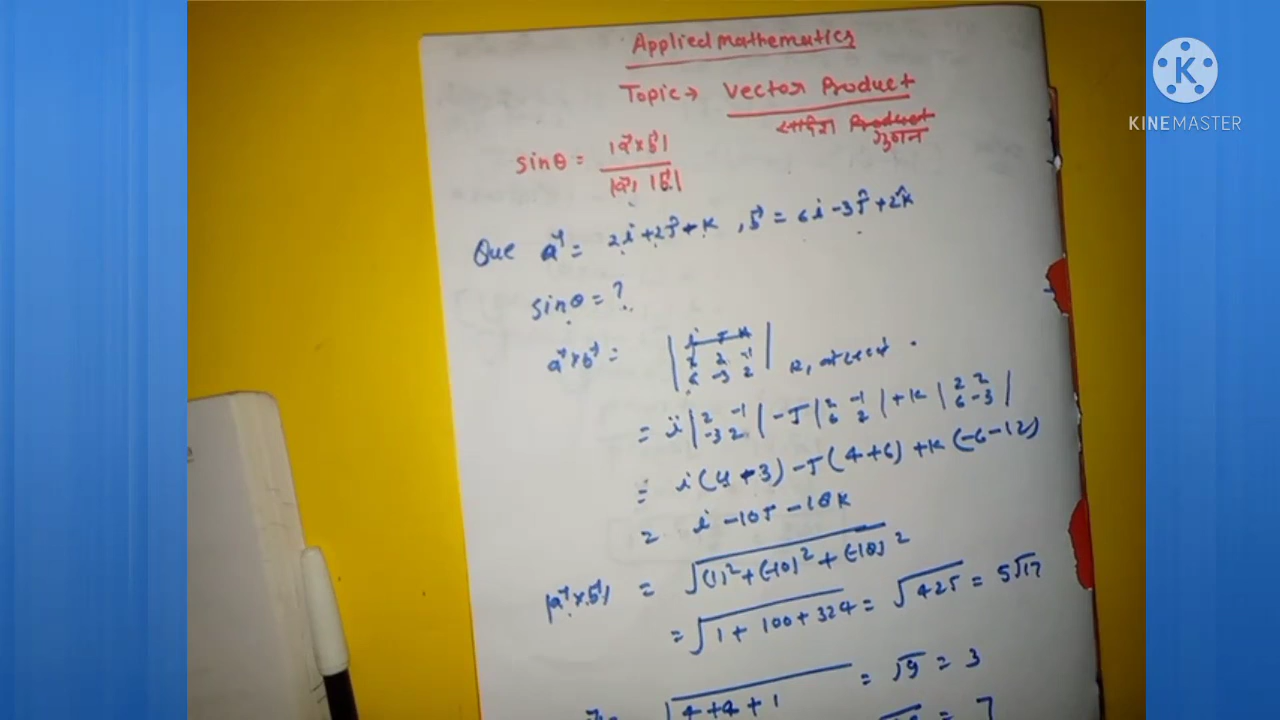 Applied mathematics
Topic → Vector Product
सदिश Product
गुणन
K
KINEMASTER
sinθ = |a⃗×b⃗| / |a⃗| |b⃗|
Que a⃗ = 2i+2ĵ-k , b⃗ = 6i-3ĵ+2k̂
sinθ = ?
a⃗×b⃗ = | i J k |
2 2 -1
6 -3 2
= i | 2 -1 | -J | 2 -1 | +k | 2 2 |
-3 2 6 2 6 -3
= i(4-3) -J(4+6) +k(-6-12)
= i -10J -18k
|a⃗×b⃗| = √(1)²+(-10)²+(-18)²
= √1+100+324 = √425 = 5√17
√4+4+1 = √9 = 3
= 7